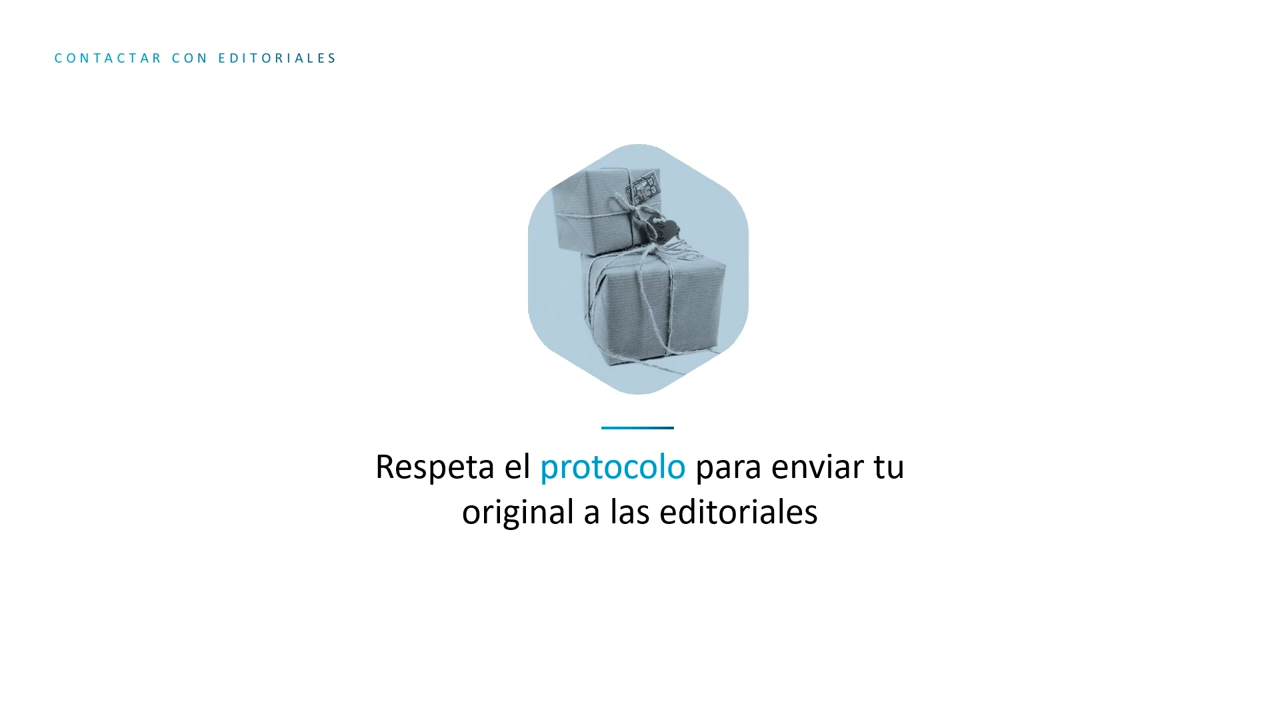 CONTACTAR CON EDITORIALES
Respeta el protocolo para enviar tu
original a las editoriales